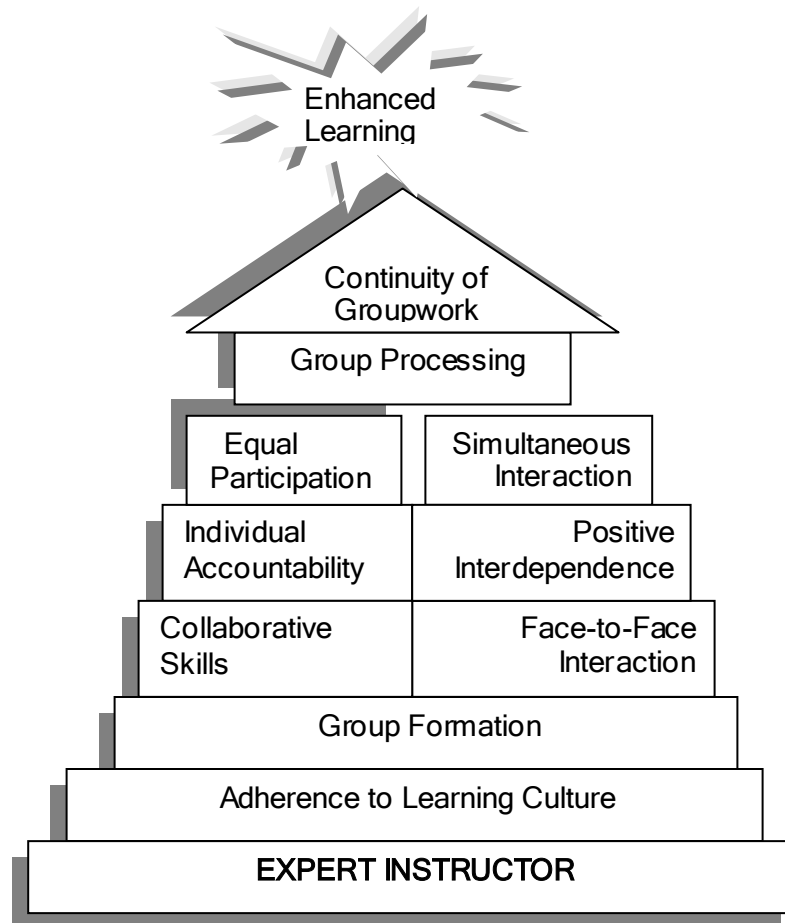 Enhanced
Learning
Continuity of
Groupwork
Group Processing
Equal
Participation
Simultaneous
Interaction
Individual
Accountability
Positive
Interdependence
Collaborative
Skills
Face-to-Face
Interaction
Group Formation
Adherence to Learning Culture
EXPERT INSTRUCTOR